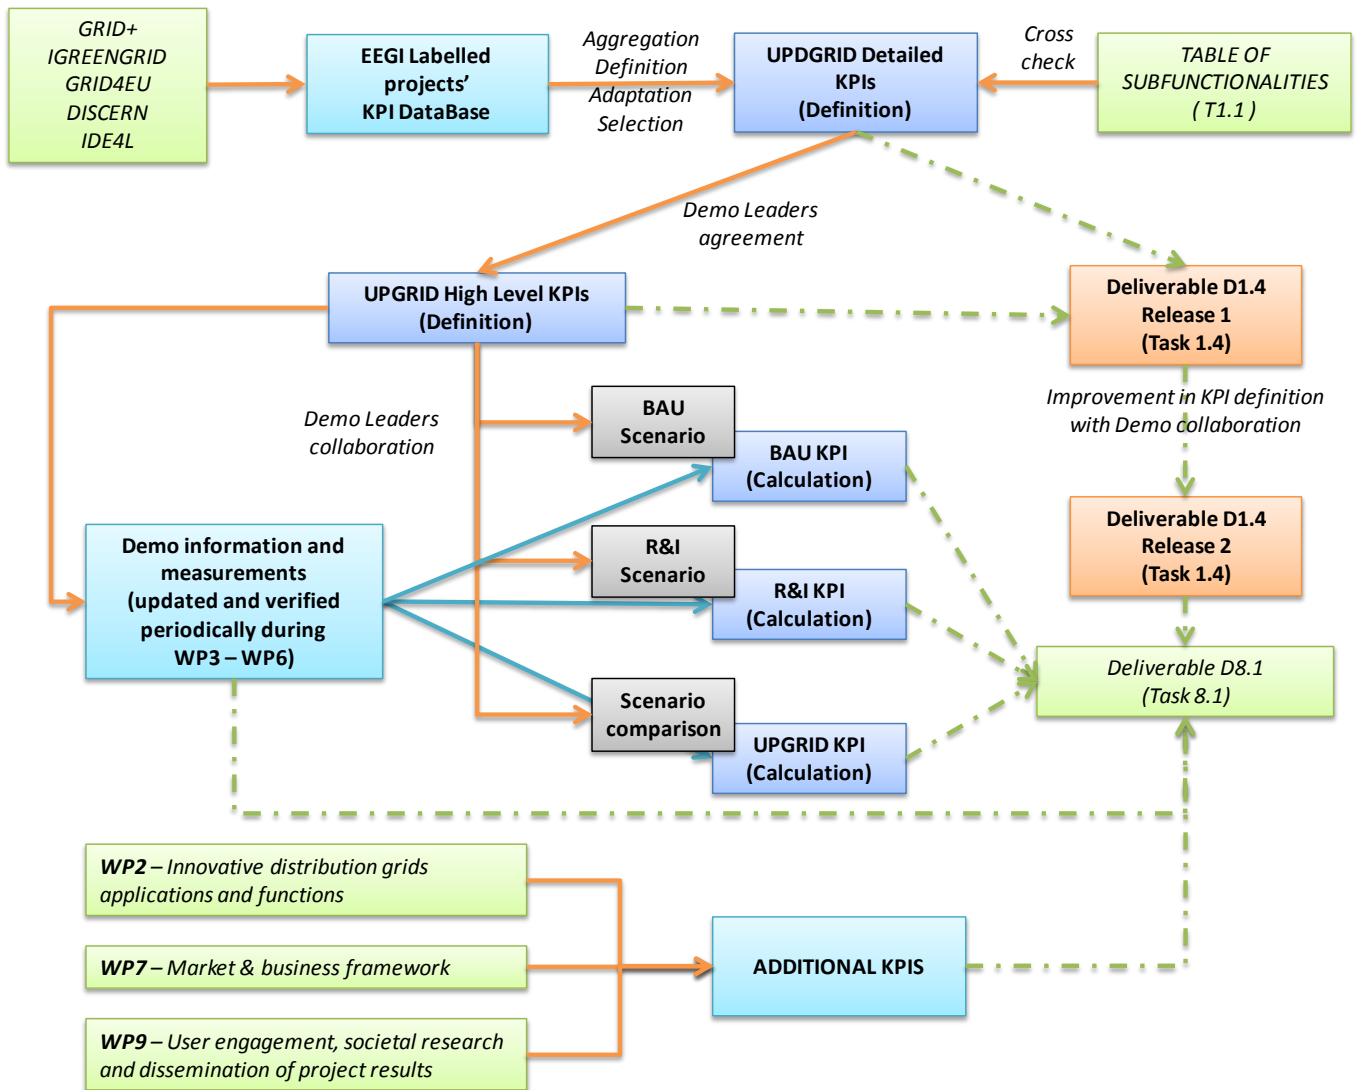 GRID+
IGREENGRID
GRID4EU
DISCERN
IDE4L
EEGI Labelled
projects'
KPI DataBase
Aggregation
Definition
Adaptation
Selection
UPDGRID Detailed
KPIs
(Definition)
Cross
check
TABLE OF
SUBFUNCTIONALITIES
( T1.1 )
Demo Leaders
agreement
UPGRID High Level KPIs
(Definition)
Deliverable D1.4
Release 1
(Task 1.4)
Demo Leaders
collaboration
BAU
Scenario
BAU KPI
(Calculation)
Improvement in KPI definition
with Demo collaboration
Demo information and
measurements
(updated and verified
periodically during
WP3 – WP6)
R&I
Scenario
R&I KPI
(Calculation)
Deliverable D1.4
Release 2
(Task 1.4)
Scenario
comparison
UPGRID KPI
(Calculation)
Deliverable D8.1
(Task 8.1)
WP2 – Innovative distribution grids
applications and functions
WP7 – Market & business framework
ADDITIONAL KPIS
WP9 – User engagement, societal research
and dissemination of project results